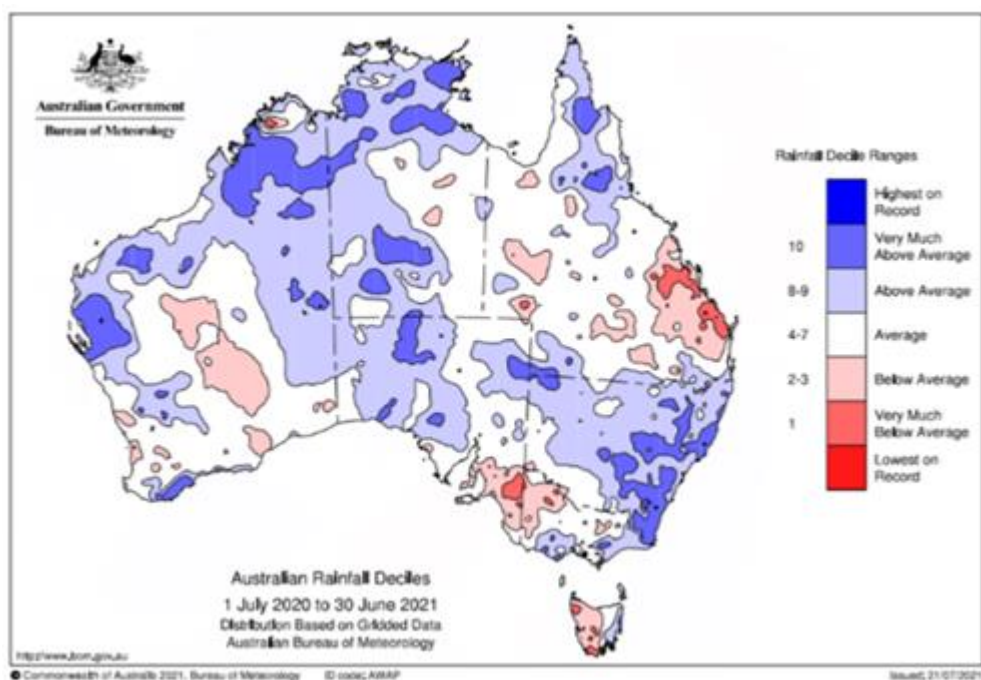 Australian Government
Bureau of Meteorology
Rainfall Decile Ranges
Highest on
Record
10
Very Much
Above Average
8-9
Above Average
4-7
Average
2-3
Below Average
1
Very Much
Below Average
Lowest on
Record
Australian Rainfall Deciles
1 July 2020 to 30 June 2021
Distribution Based on Gridded Data
Australian Bureau of Meteorology
http://www.bom.gov.au
© Commonwealth of Australia 2021, Bureau of Meteorology
ID code: AWAP
Issued: 21/07/2021